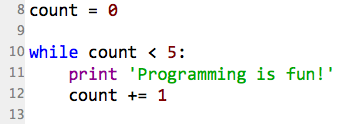 8 count = 0
9
10 while count < 5:
11     print 'Programming is fun!'
12     count += 1
13